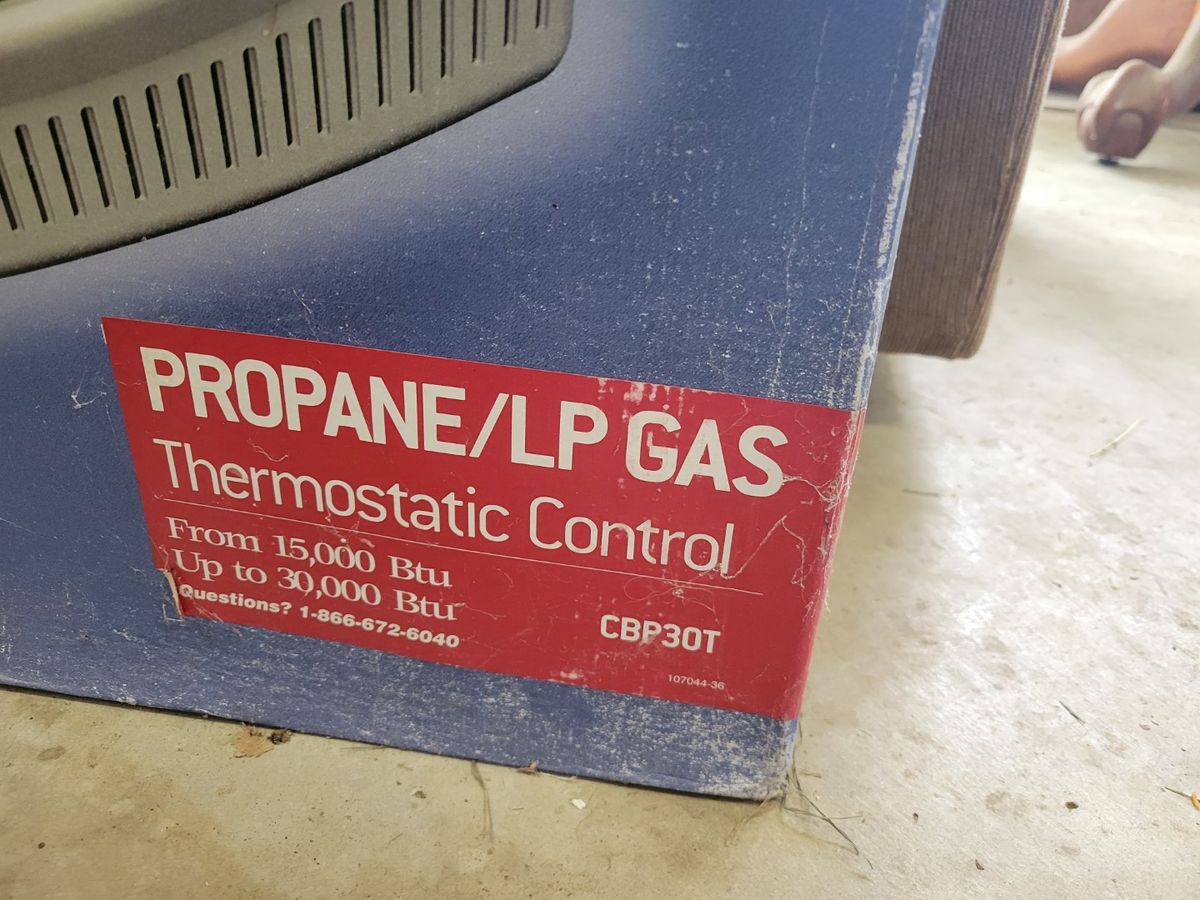 PROPANE/LP GAS
Thermostatic Control
From 15,000 Btu
Up to 30,000 Btu
Questions? 1-866-672-6040
CBP30T
107044-36